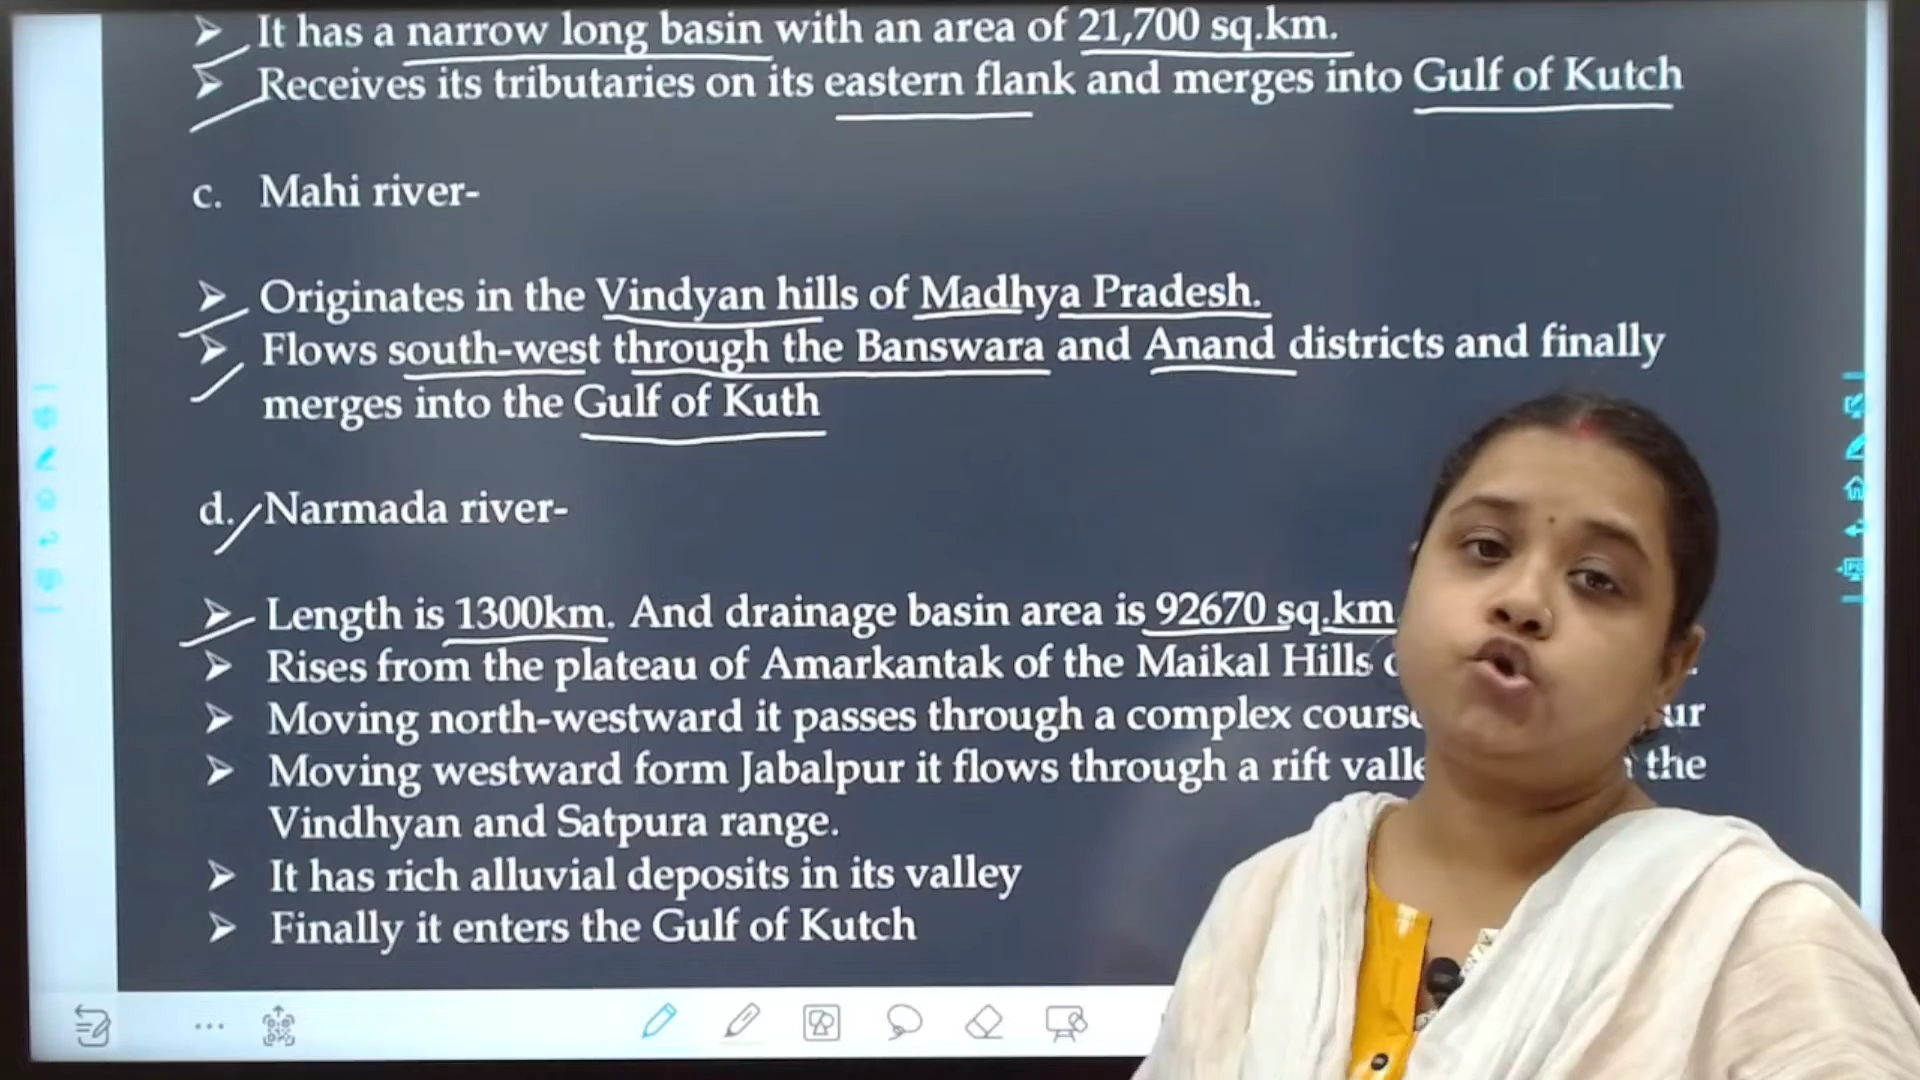 ➤ It has a narrow long basin with an area of 21,700 sq.km.
➤ Receives its tributaries on its eastern flank and merges into Gulf of Kutch
c. Mahi river-
➤ Originates in the Vindyan hills of Madhya Pradesh.
➤ Flows south-west through the Banswara and Anand districts and finally
merges into the Gulf of Kuth
d. Narmada river-
➤ Length is 1300km. And drainage basin area is 92670 sq.km
➤ Rises from the plateau of Amarkantak of the Maikal Hills
➤ Moving north-westward it passes through a complex
➤ Moving westward form Jabalpur it flows through a rift the
Vindhyan and Satpura range.
➤ It has rich alluvial deposits in its valley
➤ Finally it enters the Gulf of Kutch